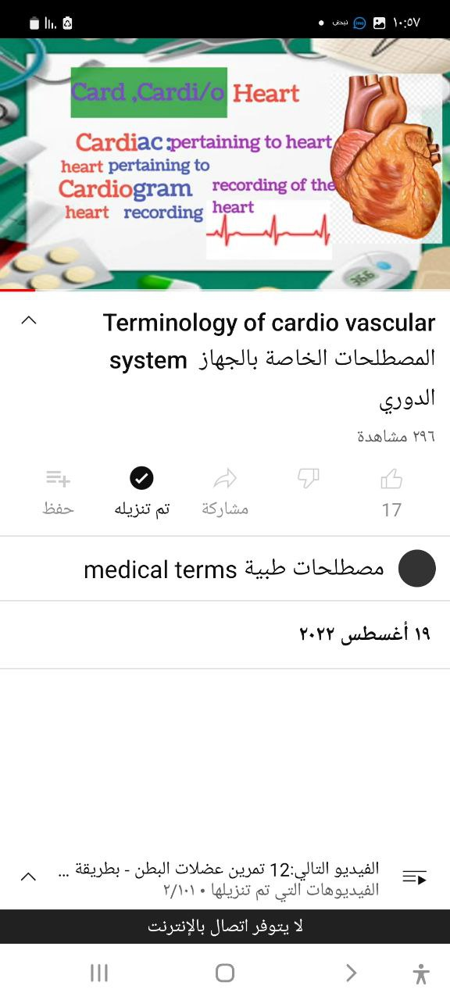 ١٠:٥٧
نبض
imo
Card ,Cardi/o Heart
Cardiac :pertaining to heart
heart pertaining to
Cardiogram recording of the
heart recording heart
36.6
Terminology of cardio vascular
system المصطلحات الخاصة بالجهاز
الدوري
٢٩٦ مشاهدة
17
مشاركة
تم تنزيله
حفظ
مصطلحات طبية medical terms
١٩ أغسطس ٢٠٢٢
الفيديو التالي:12 تمرين عضلات البطن - بطريقة ...
الفيديوهات التي تم تنزيلها • ٢/١٠١
لا يتوفر اتصال بالإنترنت